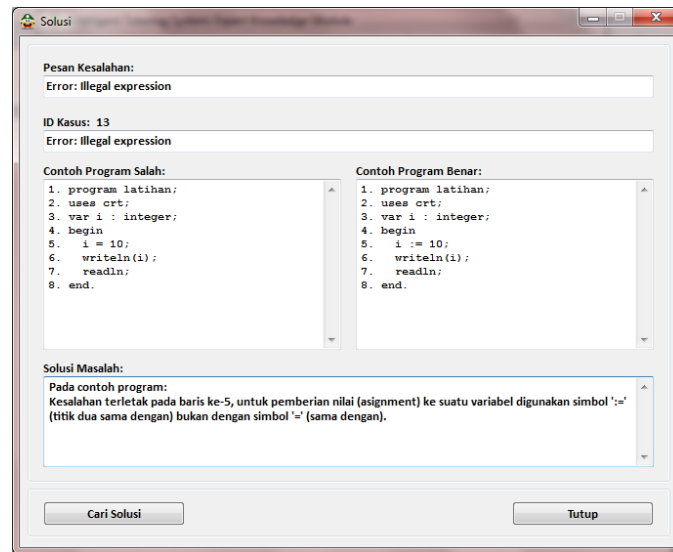 Solusi
Pesan Kesalahan:
Error: Illegal expression
ID Kasus: 13
Error: Illegal expression
Contoh Program Salah:
1. program latihan;
2. uses crt;
3. var i : integer;
4. begin
5.   i = 10;
6.   writeln(i);
7.   readln;
8. end.
Contoh Program Benar:
1. program latihan;
2. uses crt;
3. var i : integer;
4. begin
5.   i := 10;
6.   writeln(i);
7.   readln;
8. end.
Solusi Masalah:
Pada contoh program:
Kesalahan terletak pada baris ke-5, untuk pemberian nilai (asignment) ke suatu variabel digunakan simbol ':='
(titik dua sama dengan) bukan dengan simbol '=' (sama dengan).
Cari Solusi
Tutup